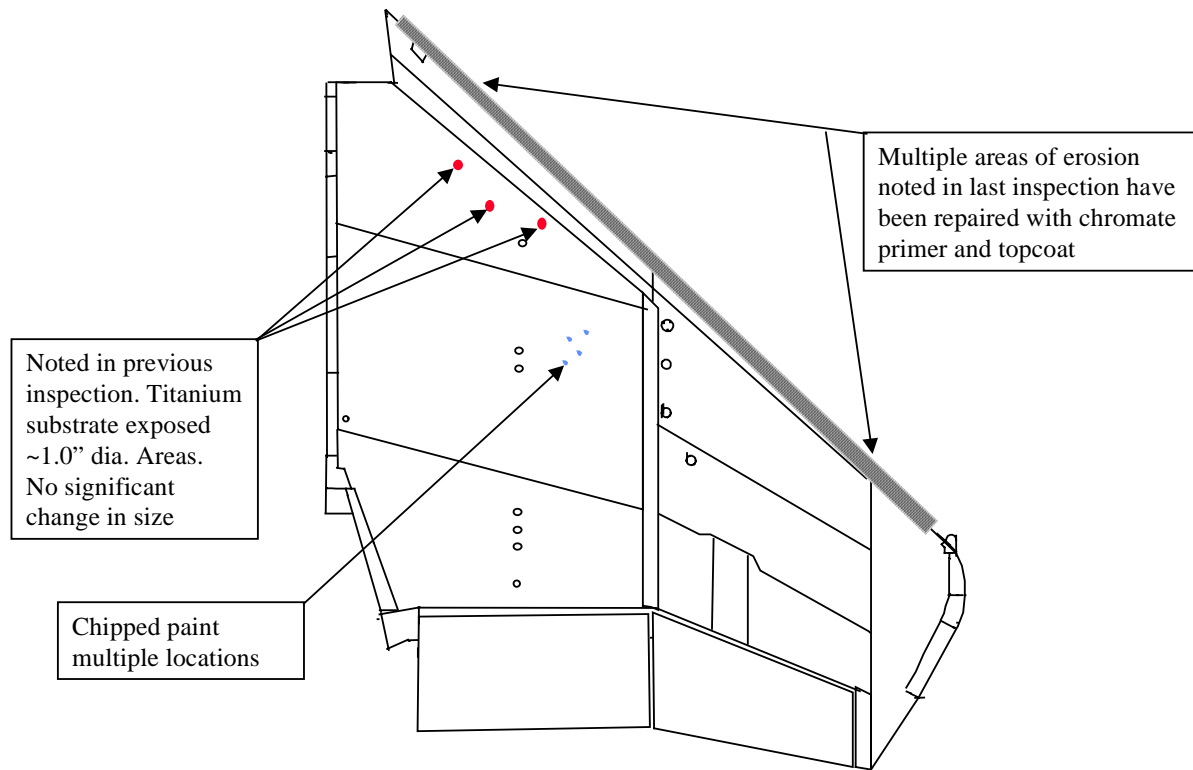 Multiple areas of erosion
noted in last inspection have
been repaired with chromate
primer and topcoat
Noted in previous
inspection. Titanium
substrate exposed
~1.0” dia. Areas.
No significant
change in size
Chipped paint
multiple locations